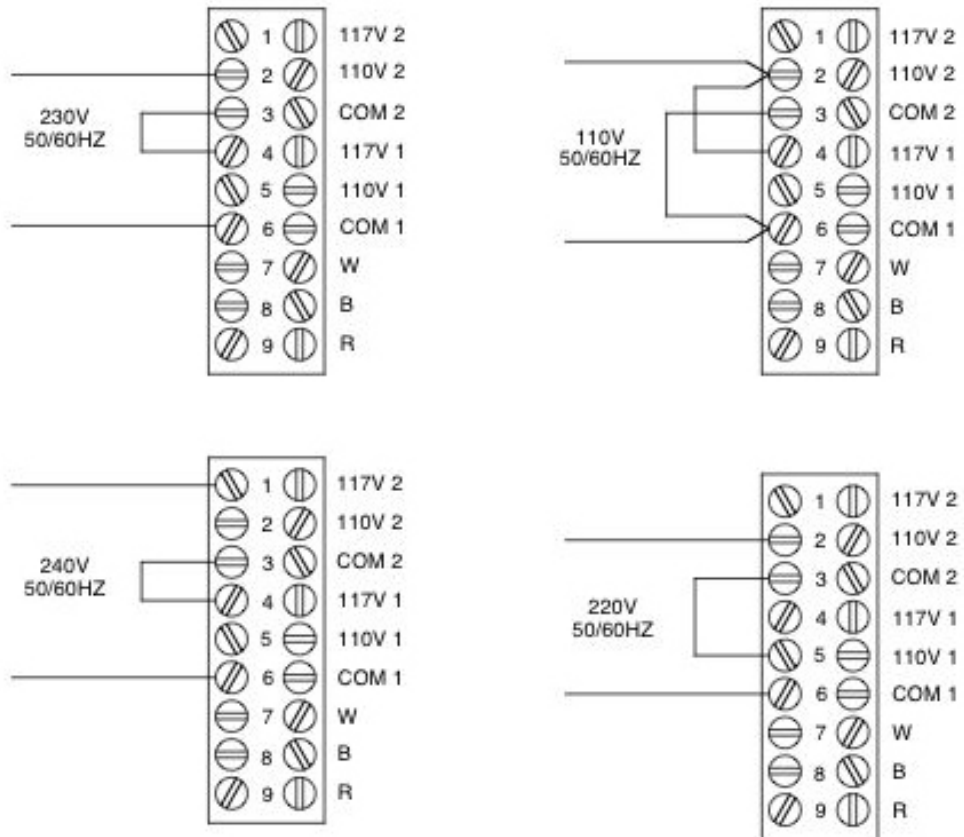 1 117V 2
2 110V 2
230V
50/60HZ
3 COM 2
4 117V 1
5 110V 1
6 COM 1
7 W
8 B
9 R
1 117V 2
2 110V 2
3 COM 2
110V
50/60HZ
4 117V 1
5 110V 1
6 COM 1
7 W
8 B
9 R
1 117V 2
2 110V 2
240V
50/60HZ
3 COM 2
4 117V 1
5 110V 1
6 COM 1
7 W
8 B
9 R
1 117V 2
2 110V 2
3 COM 2
220V
50/60HZ
4 117V 1
5 110V 1
6 COM 1
7 W
8 B
9 R